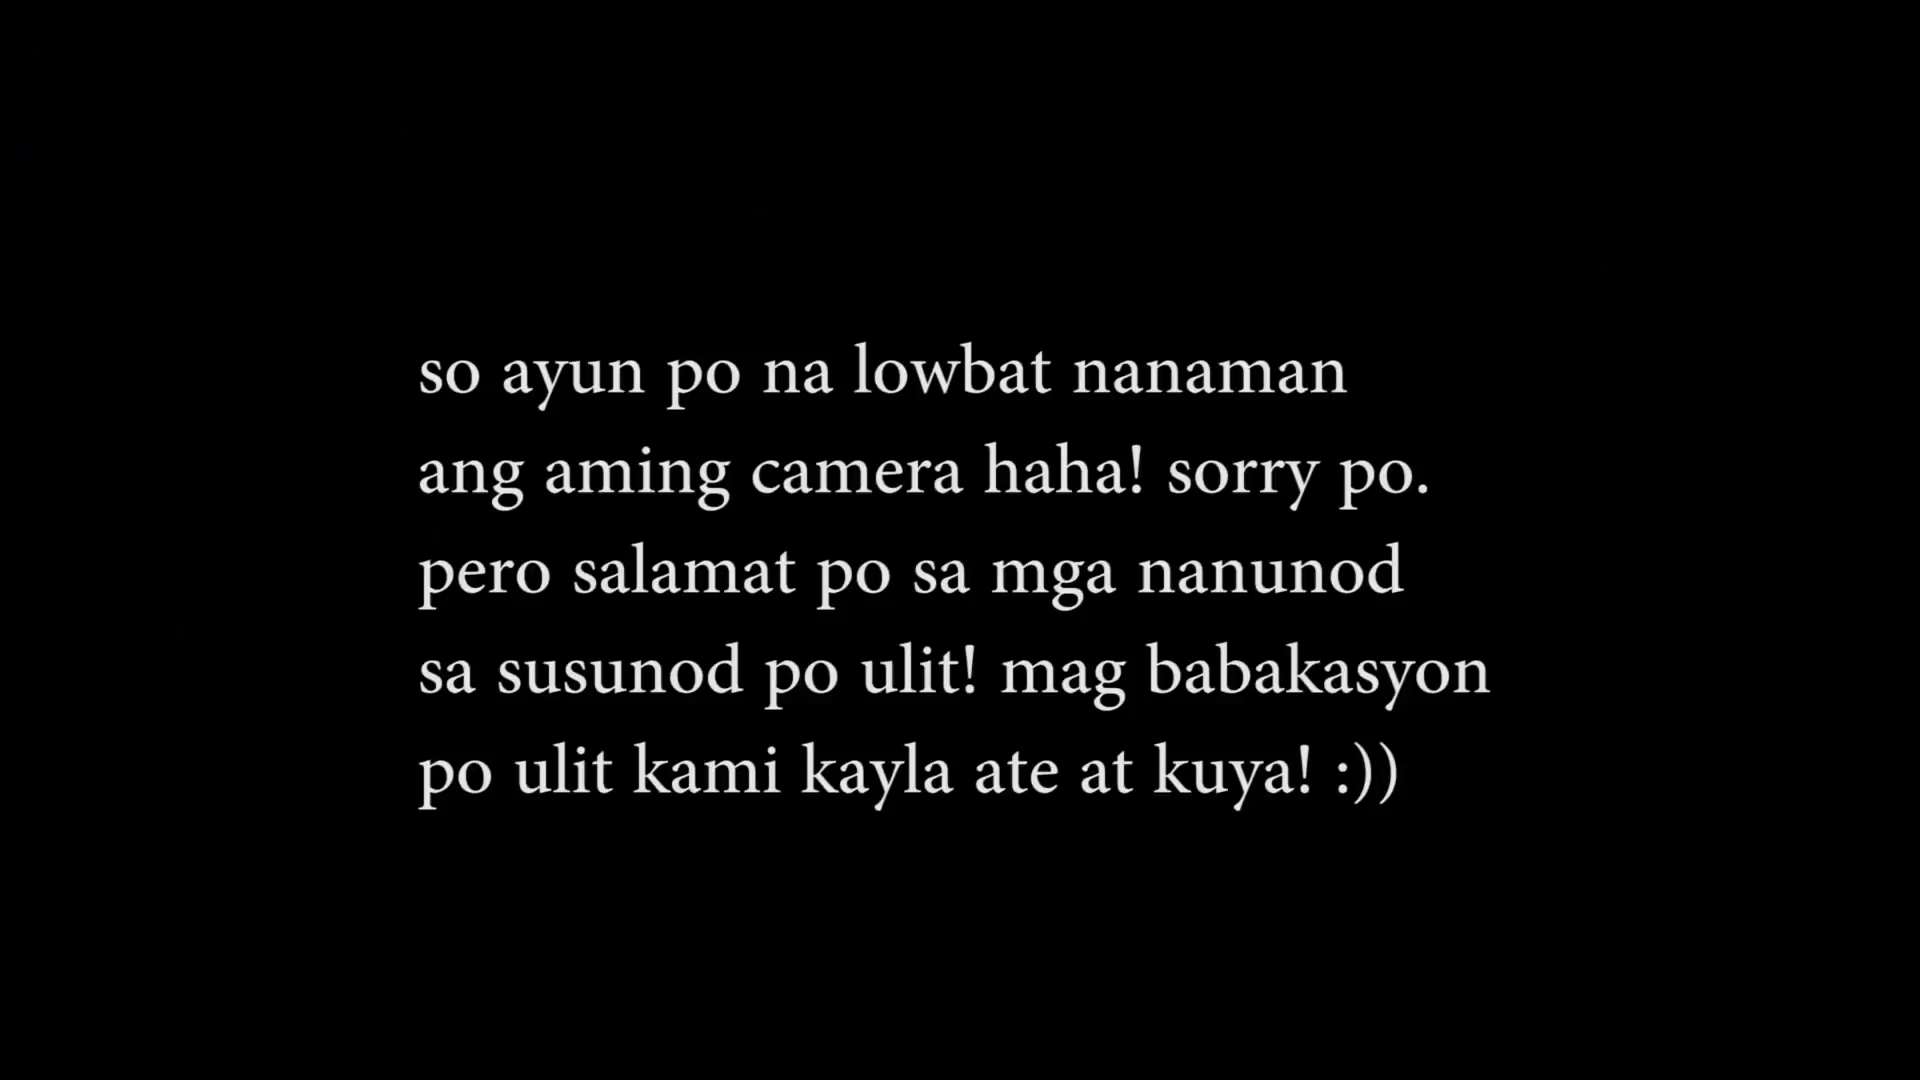 so ayun po na lowbat nanaman
ang aming camera haha! sorry po.
pero salamat po sa mga nanunod
sa susunod po ulit! mag babakasyon
po ulit kami kayla ate at kuya! :))